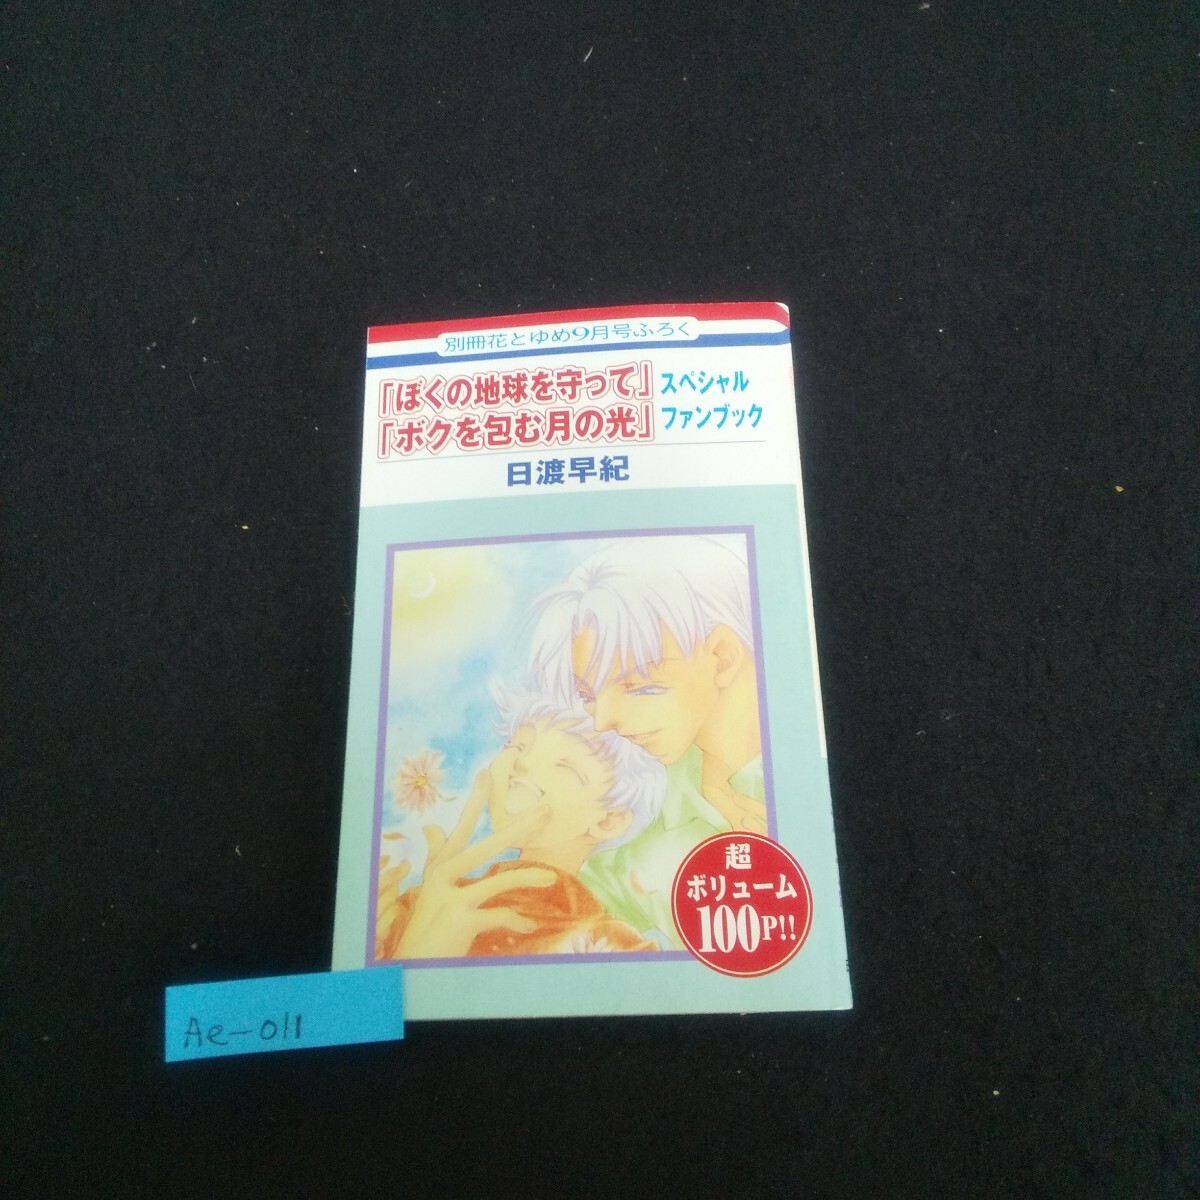 別冊花とゆめ9月号ふろく
「ぼくの地球を守って」スペシャル
「ボクを包む月の光」ファンブック
日渡早紀
超
ボリューム
100P!!
Ae-011